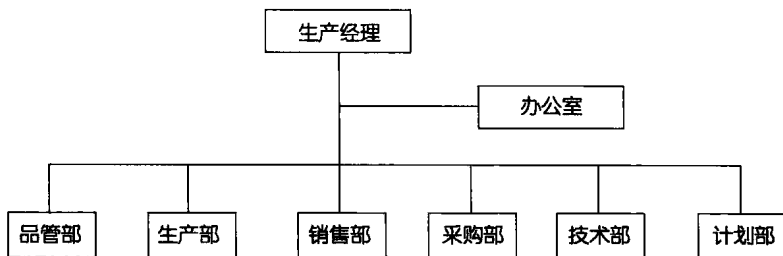 生产经理
办公室
品管部
生产部
销售部
采购部
技术部
计划部